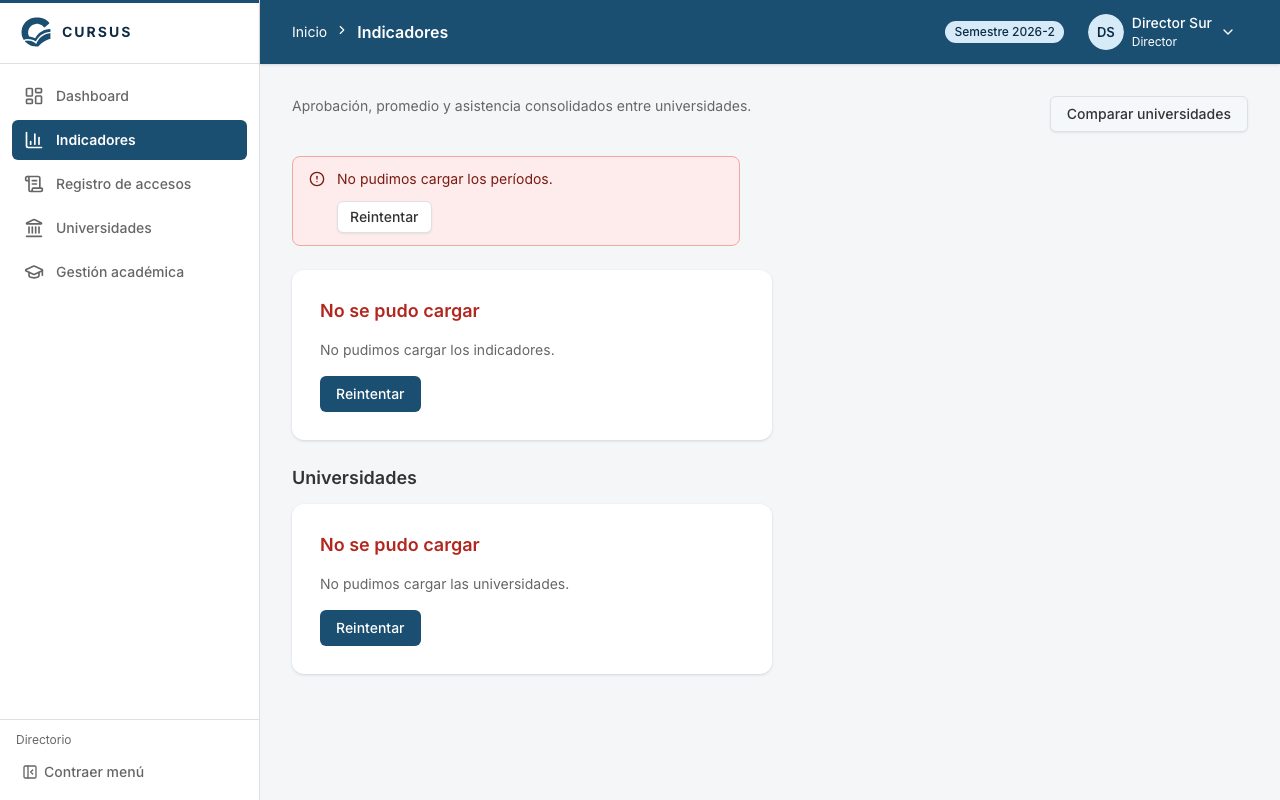 CURSUS
Inicio
Indicadores
Semestre 2026-2
DS
Director Sur
Director
Dashboard
Indicadores
Registro de accesos
Universidades
Gestión académica
Aprobación, promedio y asistencia consolidados entre universidades.
Comparar universidades
No pudimos cargar los períodos.
Reintentar
No se pudo cargar
No pudimos cargar los indicadores.
Reintentar
Universidades
No se pudo cargar
No pudimos cargar las universidades.
Reintentar
Directorio
Contraer menú